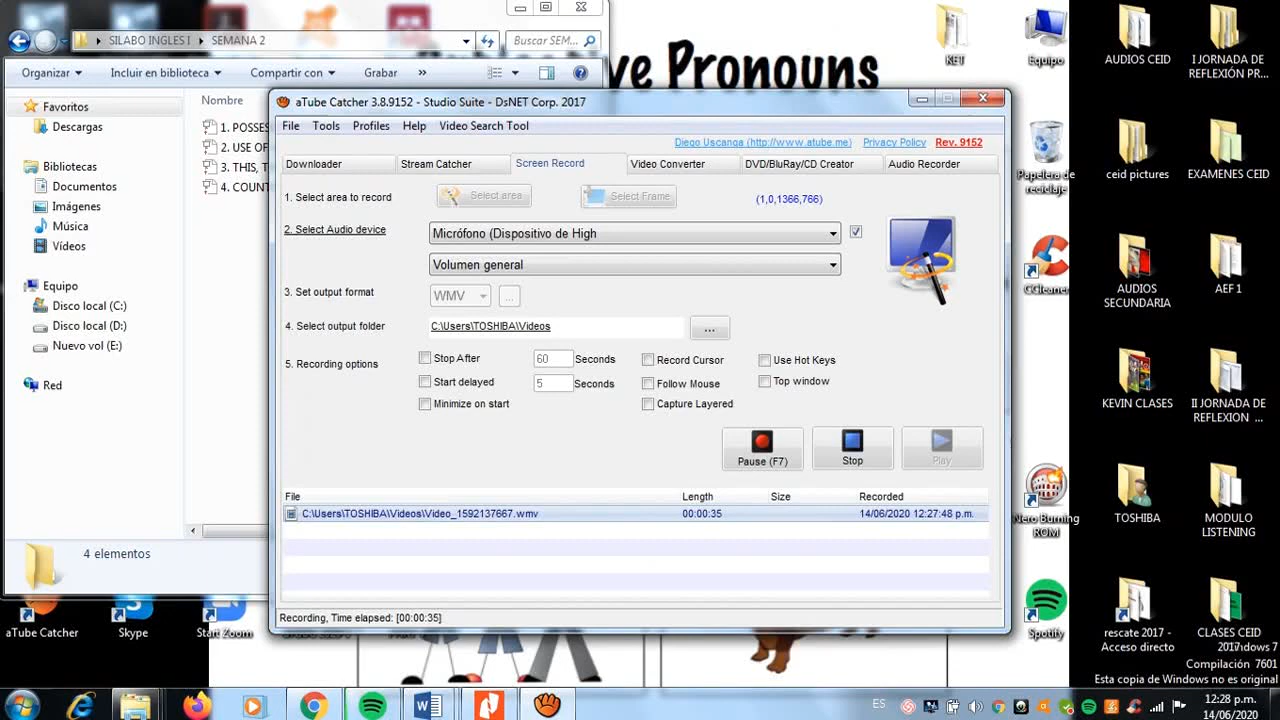 SILABO INGLES I
SEMANA 2
Buscar SEM...
Organizar
Incluir en biblioteca
Compartir con
Grabar
»
Nombre
Favoritos
Descargas
Bibliotecas
Documentos
Imágenes
Música
Vídeos
Equipo
Disco local (C:)
Disco local (D:)
Nuevo vol (E:)
Red
1. POSSES
2. USE OF
3. THIS, T
4. COUNT
4 elementos
ve Pronouns
aTube Catcher 3.8.9152 - Studio Suite - DsNET Corp. 2017
File Tools Profiles Help Video Search Tool
Diego Uscanga (http://www.atube.me) Privacy Policy Rev. 9152
Downloader Stream Catcher Screen Record Video Converter DVD/BluRay/CD Creator Audio Recorder
1. Select area to record Select area Select Frame (1,0,1366,766)
2. Select Audio device Micrófono (Dispositivo de High
Volumen general
3. Set output format WMV ...
4. Select output folder C:\Users\TOSHIBA\Videos ...
5. Recording options
Stop After 60 Seconds Record Cursor Use Hot Keys
Start delayed 5 Seconds Follow Mouse Top window
Minimize on start Capture Layered
Pause (F7) Stop Play
File Length Size Recorded
C:\Users\TOSHIBA\Videos\Video_1592137667.wmv 00:00:35 14/06/2020 12:27:48 p.m.
Recording, Time elapsed: [00:00:35]
KET
Equipo
AUDIOS CEID
I JORNADA DE
REFLEXIÓN PR...
Papelera de
reciclaje
ceid pictures
EXAMENES CEID
CCleaner
AUDIOS
SECUNDARIA
AEF 1
KEVIN CLASES
II JORNADA DE
REFLEXION ...
Nero Burning
ROM
TOSHIBA
MODULO
LISTENING
Spotify
rescate 2017 -
Acceso directo
CLASES CEID
2017
ndows 7
Compilación 7601
Esta copia de Windows no es original
aTube Catcher
Skype
Start Zoom
ES
12:28 p.m.
14/06/2020